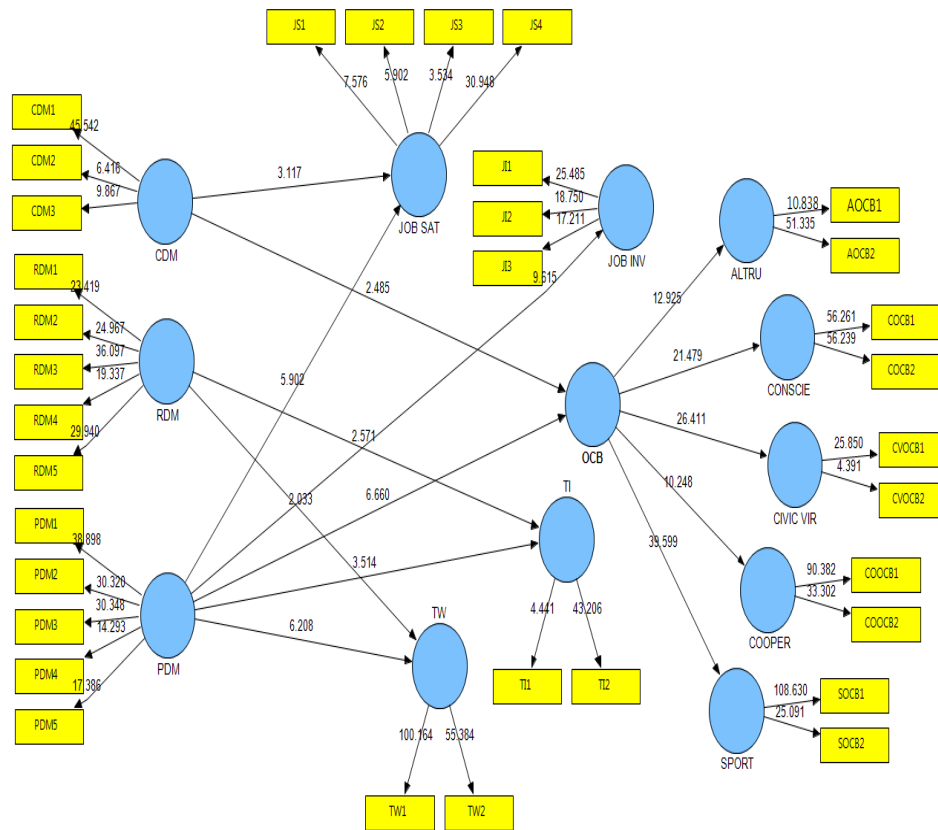 JS1 JS2 JS3 JS4
7.576 5.902 3.534 30.948
JOB SAT
CDM1
CDM2
CDM3
45.542
6.416
9.867
CDM
3.117
2.485
RDM1
RDM2
RDM3
RDM4
RDM5
23.419
24.967
36.097
19.337
29.940
RDM
2.571
2.033
PDM1
PDM2
PDM3
PDM4
PDM5
38.898
30.320
30.348
14.293
17.386
PDM
5.902
9.615
6.660
3.514
6.208
JI1
JI2
JI3
25.485
18.750
17.211
JOB INV
OCB
12.925
21.479
26.411
10.248
39.599
ALTRU
10.838
51.335
AOCB1
AOCB2
CONSCIE
56.261
56.239
COCB1
COCB2
CIVIC VIR
25.850
4.391
CVOCB1
CVOCB2
COOPER
90.382
33.302
COOCB1
COOCB2
SPORT
108.630
25.091
SOCB1
SOCB2
TI
4.441 43.206
TI1 TI2
TW
100.164 55.384
TW1 TW2